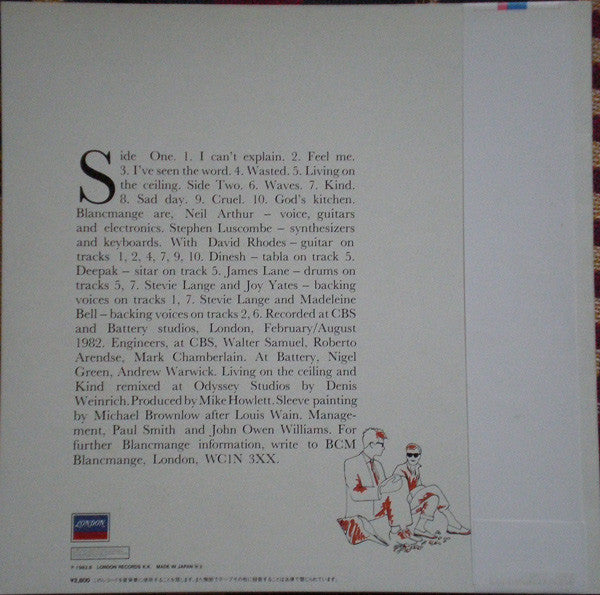 Side One. 1. I can't explain. 2. Feel me.
3. I've seen the word. 4. Wasted. 5. Living on
the ceiling. Side Two. 6. Waves. 7. Kind.
8. Sad day. 9. Cruel. 10. God's kitchen.
Blancmange are, Neil Arthur – voice, guitars
and electronics. Stephen Luscombe – synthesizers
and keyboards. With David Rhodes – guitar on
tracks 1, 2, 4, 7, 9, 10. Dinesh – tabla on track 5.
Deepak – sitar on track 5. James Lane – drums on
tracks 5, 7. Stevie Lange and Joy Yates – backing
voices on tracks 1, 7. Stevie Lange and Madeleine
Bell – backing voices on tracks 2, 6. Recorded at CBS
and Battery studios, London, February/August
1982. Engineers, at CBS, Walter Samuel, Roberto
Arendse, Mark Chamberlain. At Battery, Nigel
Green, Andrew Warwick. Living on the ceiling and
Kind remixed at Odyssey Studios by Denis
Weinrich. Produced by Mike Howlett. Sleeve painting
by Michael Brownlow after Louis Wain. Manage-
ment, Paul Smith and John Owen Williams. For
further Blancmange information, write to BCM
Blancmange, London, WC1N 3XX.
LONDON
LONDON RECORDS K.K. MADE IN JAPAN
¥2,800